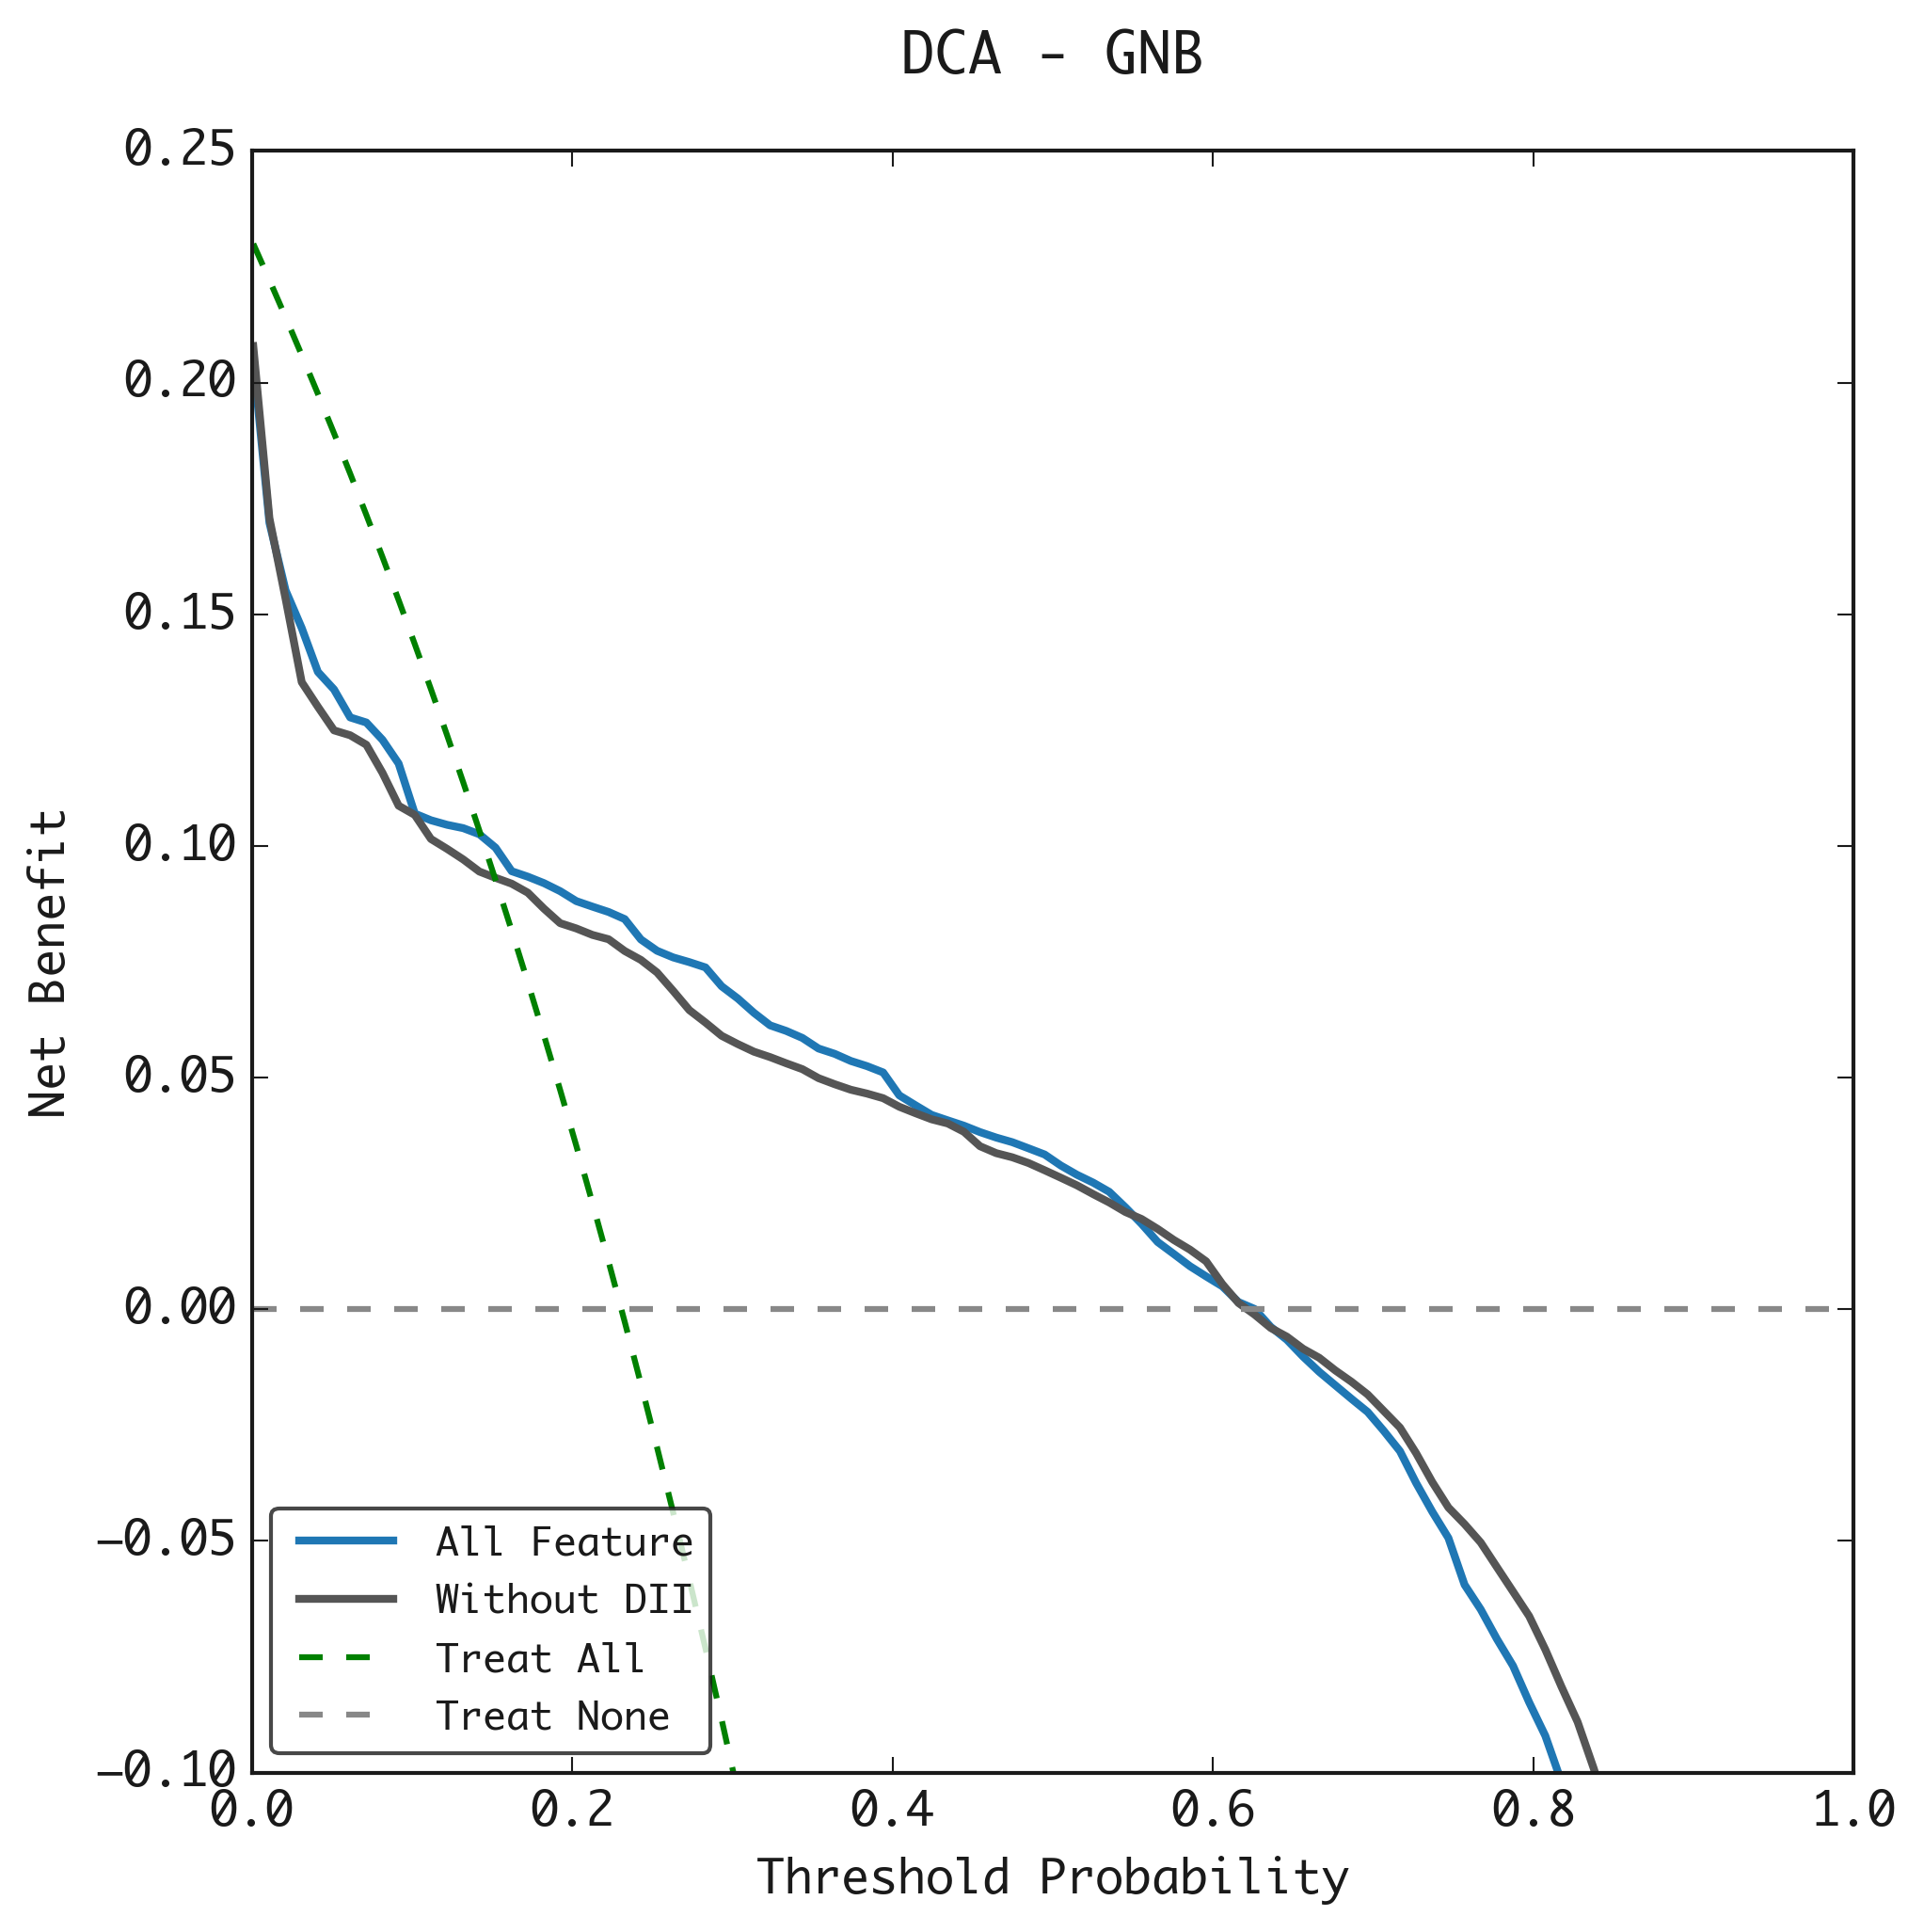 DCA - GNB
0.25
0.20
0.15
0.10
0.05
0.00
−0.05
−0.10
Net Benefit
All Feature
Without DII
Treat All
Treat None
0.0 0.2 0.4 0.6 0.8 1.0
Threshold Probability